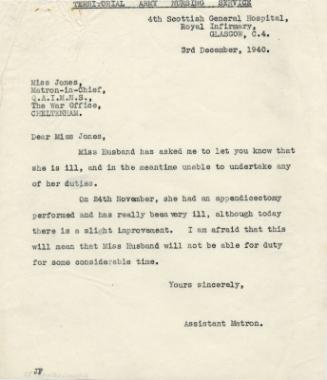 TERRITORIAL ARMY NURSING SERVICE
4th Scottish General Hospital,
Royal Infirmary,
GLASGOW, C.4.
3rd December, 1940.
Miss Jones,
Matron-in-Chief,
Q.A.I.M.N.S.,
The War Office,
CHELTENHAM.
Dear Miss Jones,
Miss Husband has asked me to let you know that
she is ill, and in the meantime unable to undertake any
of her duties.
On 24th November, she had an appendicectomy
performed and has really been very ill, although today
there is a slight improvement. I am afraid that this
will mean that Miss Husband will not be able for duty
for some considerable time.
Yours sincerely,
Assistant Matron.